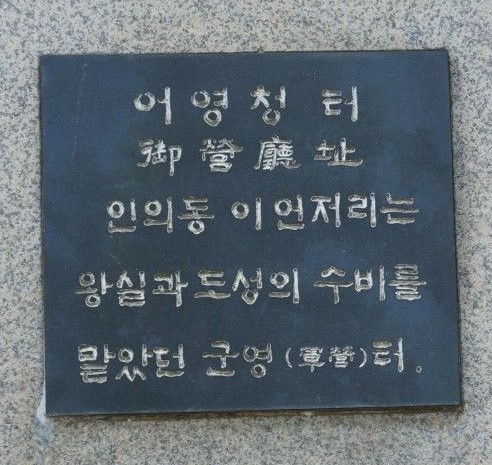 어영청 터
御營廳址
인의동 이 언저리는
왕실과 도성의 수비를
맡았던 군영(軍營)터.